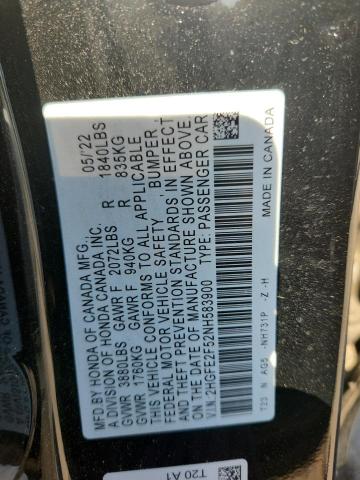 MFD. BY HONDA OF CANADA MFG., 05/22
A DIVISION OF HONDA CANADA INC.
GVWR 3880LBS GAWR F 2072LBS R 1840LBS
GVWR 1760KG GAWR F 940KG R 835KG
THIS VEHICLE CONFORMS TO ALL APPLICABLE
FEDERAL MOTOR VEHICLE SAFETY BUMPER,
AND THEFT PREVENTION STANDARDS IN EFFECT
ON THE DATE OF MANUFACTURE SHOWN ABOVE.
V.I.N.: 2HGFE2F52NH583900 TYPE: PASSENGER CAR
T23 N AG5 -NH731P -Z -H MADE IN CANADA
T20 A1